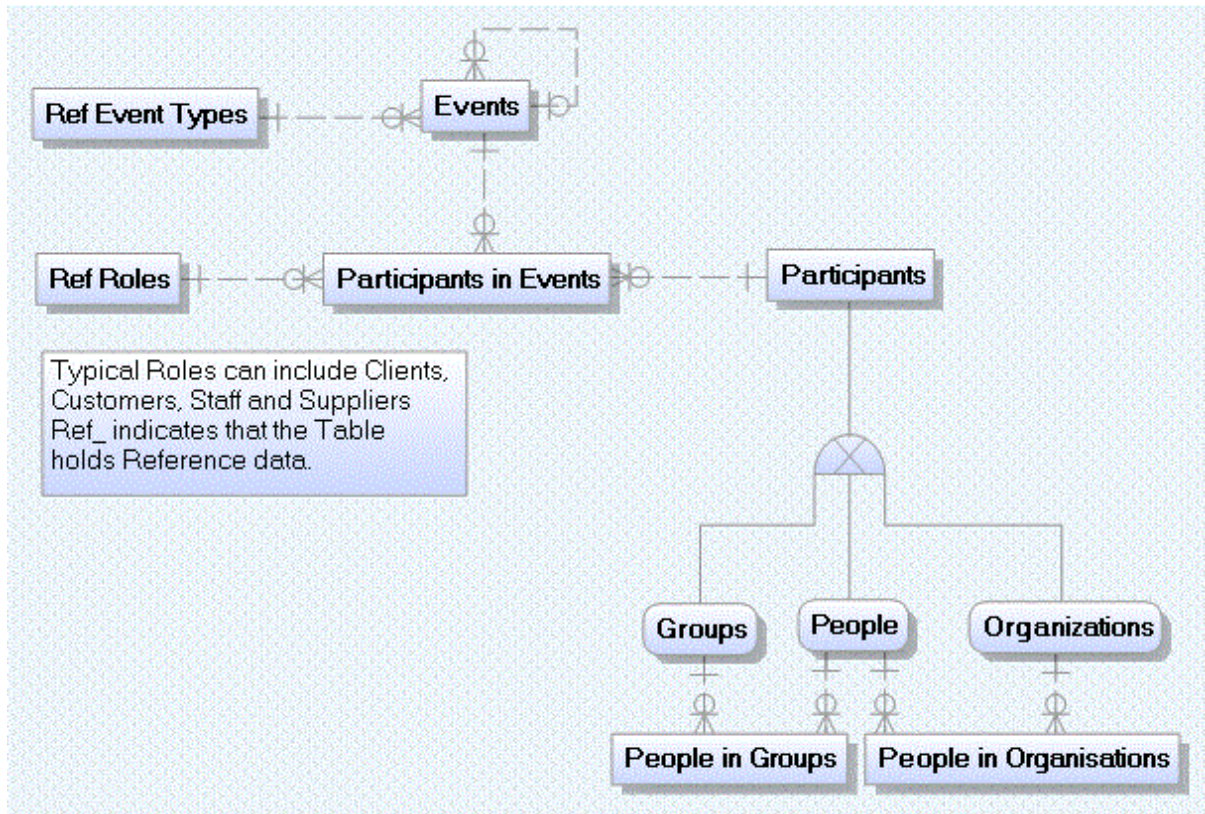 Events
Ref Event Types
Ref Roles
Participants in Events
Participants
Typical Roles can include Clients,
Customers, Staff and Suppliers
Ref_ indicates that the Table
holds Reference data.
Groups
People
Organizations
People in Groups
People in Organisations